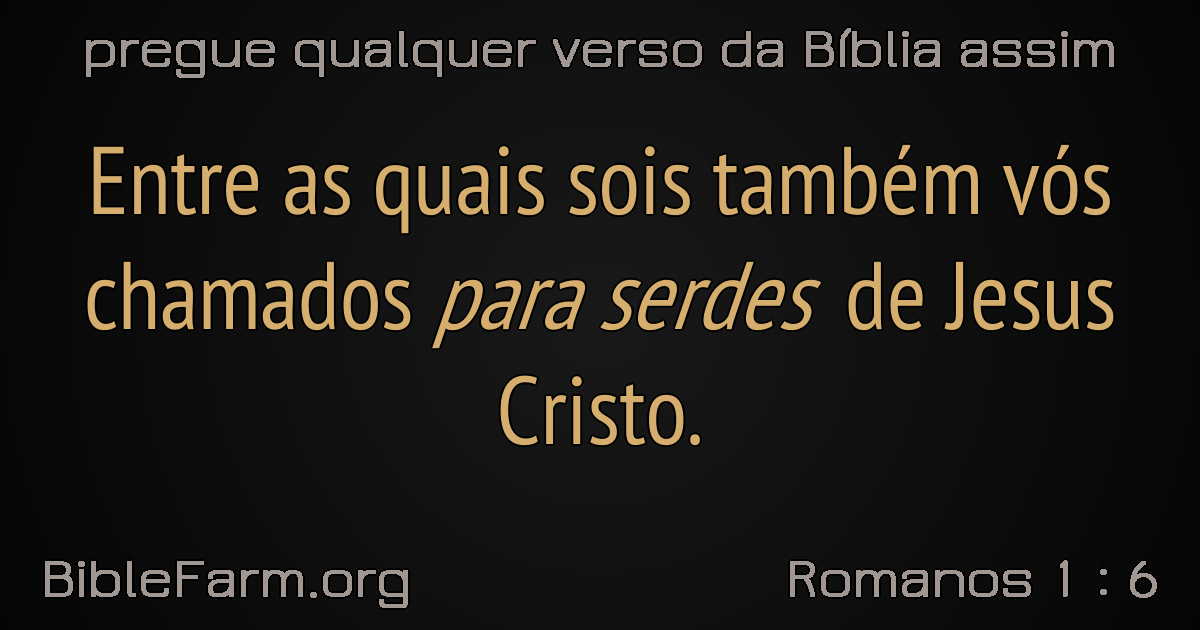 pregue qualquer verso da Bíblia assim
Entre as quais sois também vós
chamados para serdes de Jesus
Cristo.
BibleFarm.org
Romanos 1 : 6